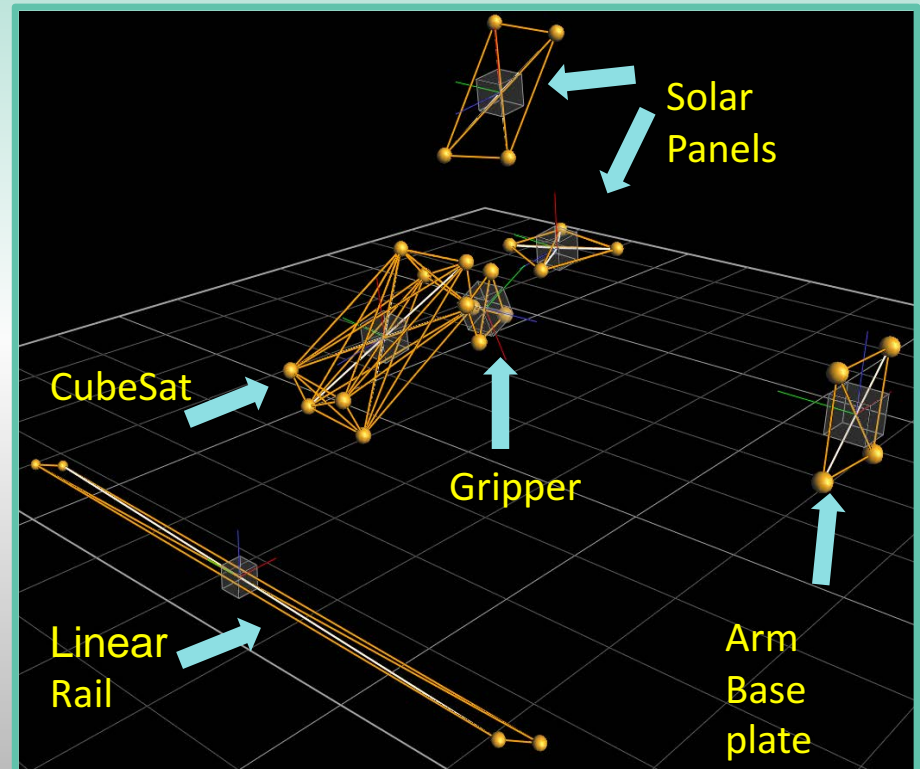 Solar
Panels
CubeSat
Gripper
Linear
Rail
Arm
Base
plate